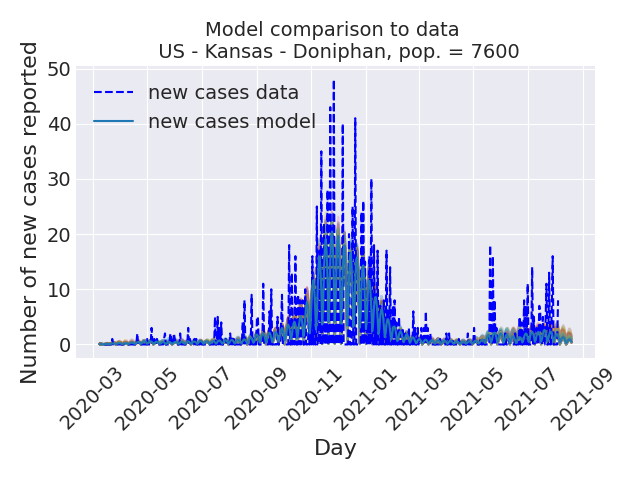 Model comparison to data
US - Kansas - Doniphan, pop. = 7600
Number of new cases reported
50
40
30
20
10
0
new cases data
new cases model
2020-03
2020-05
2020-07
2020-09
2020-11
2021-01
2021-03
2021-05
2021-07
2021-09
Day